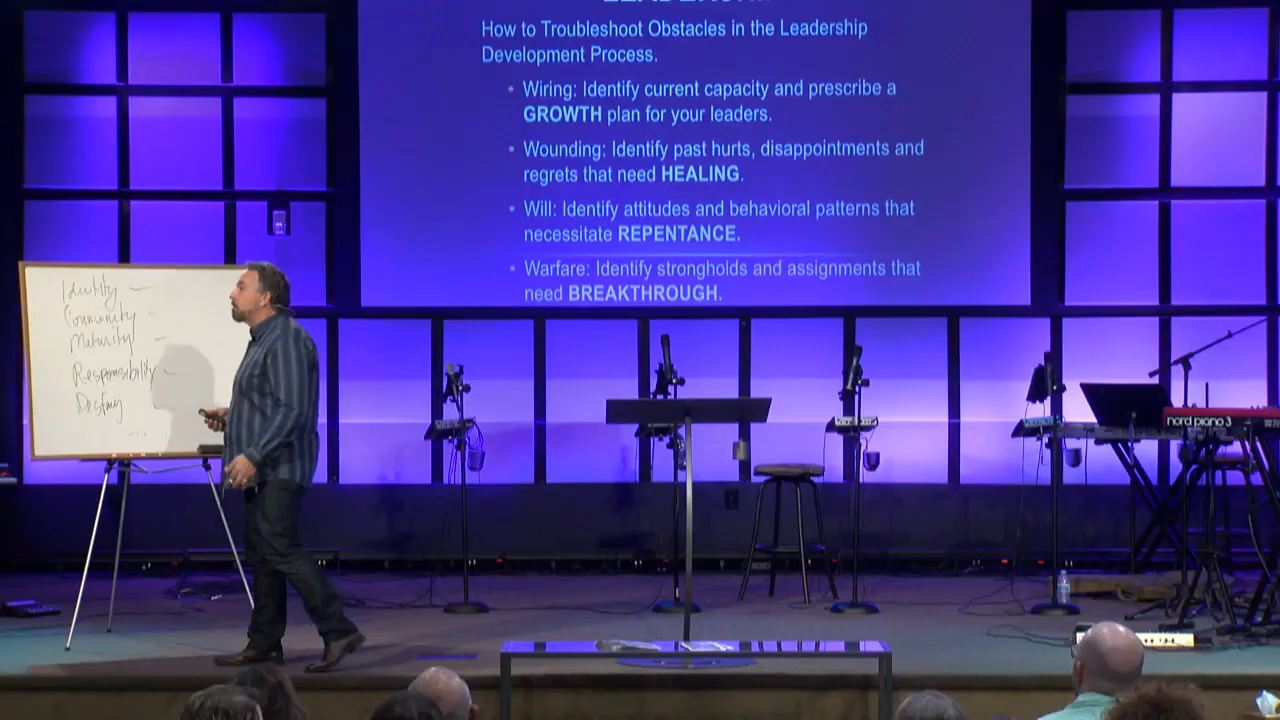 How to Troubleshoot Obstacles in the Leadership
Development Process.
• Wiring: Identify current capacity and prescribe a
GROWTH plan for your leaders.
• Wounding: Identify past hurts, disappointments and
regrets that need HEALING.
• Will: Identify attitudes and behavioral patterns that
necessitate REPENTANCE.
• Warfare: Identify strongholds and assignments that
need BREAKTHROUGH.
Identity —
Community -
Maturity —
Responsibility -
Destiny
...
nord piano 3